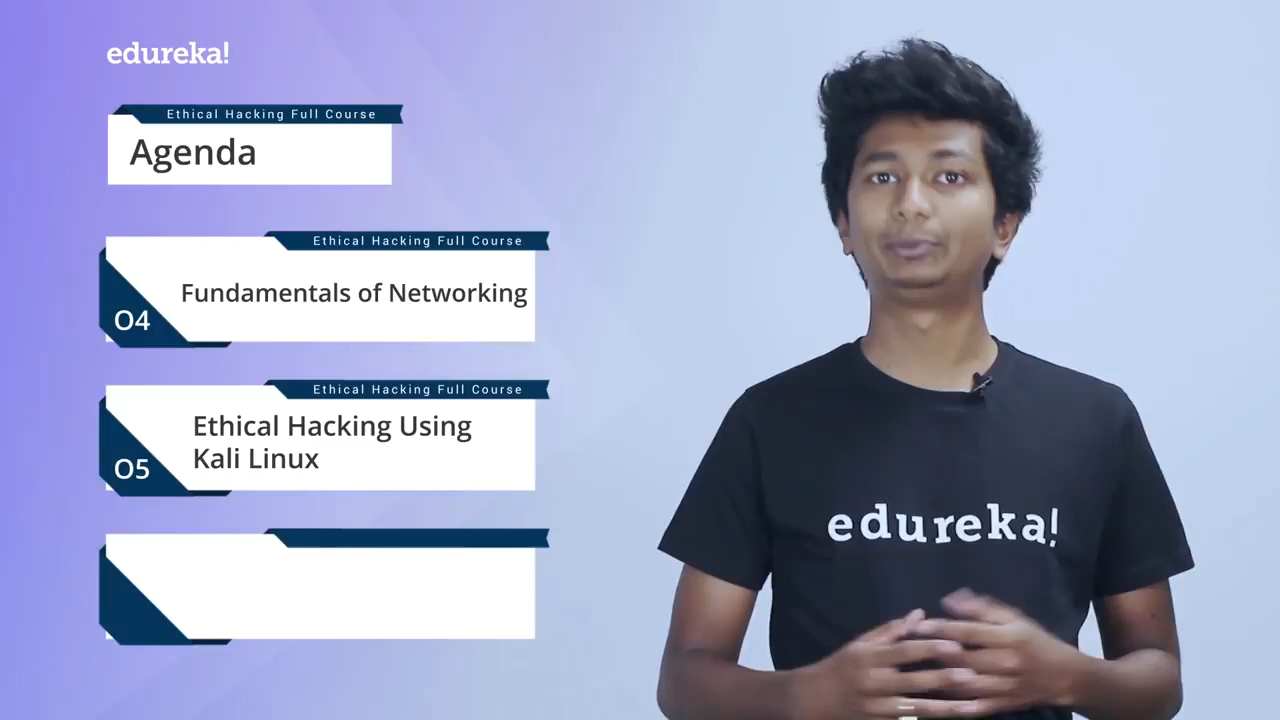 edureka!
Ethical Hacking Full Course
Agenda
Ethical Hacking Full Course
Fundamentals of Networking
04
Ethical Hacking Full Course
Ethical Hacking Using
Kali Linux
05
edureka!